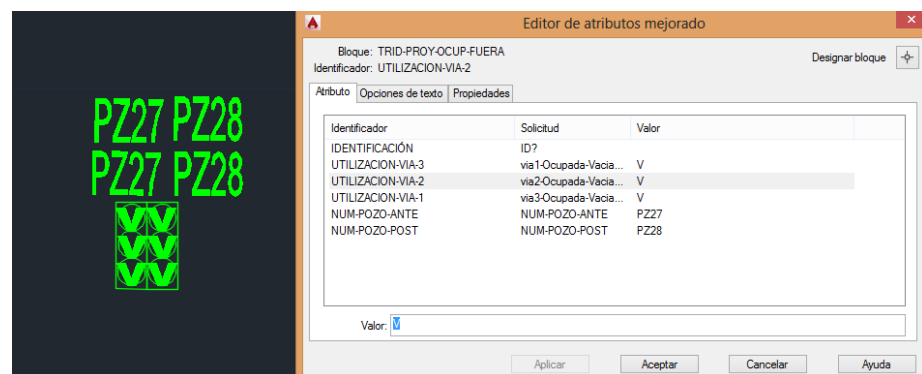 PZ27 PZ28
PZ27 PZ28
V V
V V
V V
Editor de atributos mejorado
Bloque: TRID-PROY-OCUP-FUERA
Identificador: UTILIZACION-VIA-2
Designar bloque
Atributo Opciones de texto Propiedades
Identificador Solicitud Valor
IDENTIFICACIÓN ID?
UTILIZACION-VIA-3 via1-Ocupada-Vacia... V
UTILIZACION-VIA-2 via2-Ocupada-Vacia... V
UTILIZACION-VIA-1 via3-Ocupada-Vacia... V
NUM-POZO-ANTE NUM-POZO-ANTE PZ27
NUM-POZO-POST NUM-POZO-POST PZ28
Valor: V
Aplicar Aceptar Cancelar Ayuda